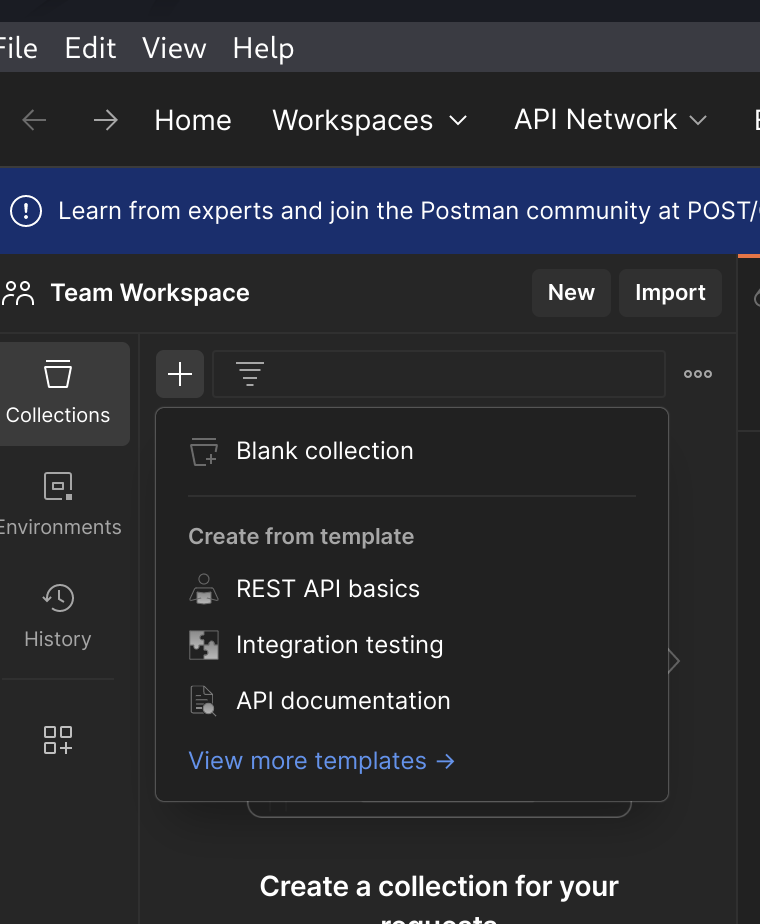 File Edit View Help
Home Workspaces API Network
Learn from experts and join the Postman community at POST/
Team Workspace New Import
Collections
Environments
History
Blank collection
Create from template
REST API basics
Integration testing
API documentation
View more templates →
Create a collection for your
requests